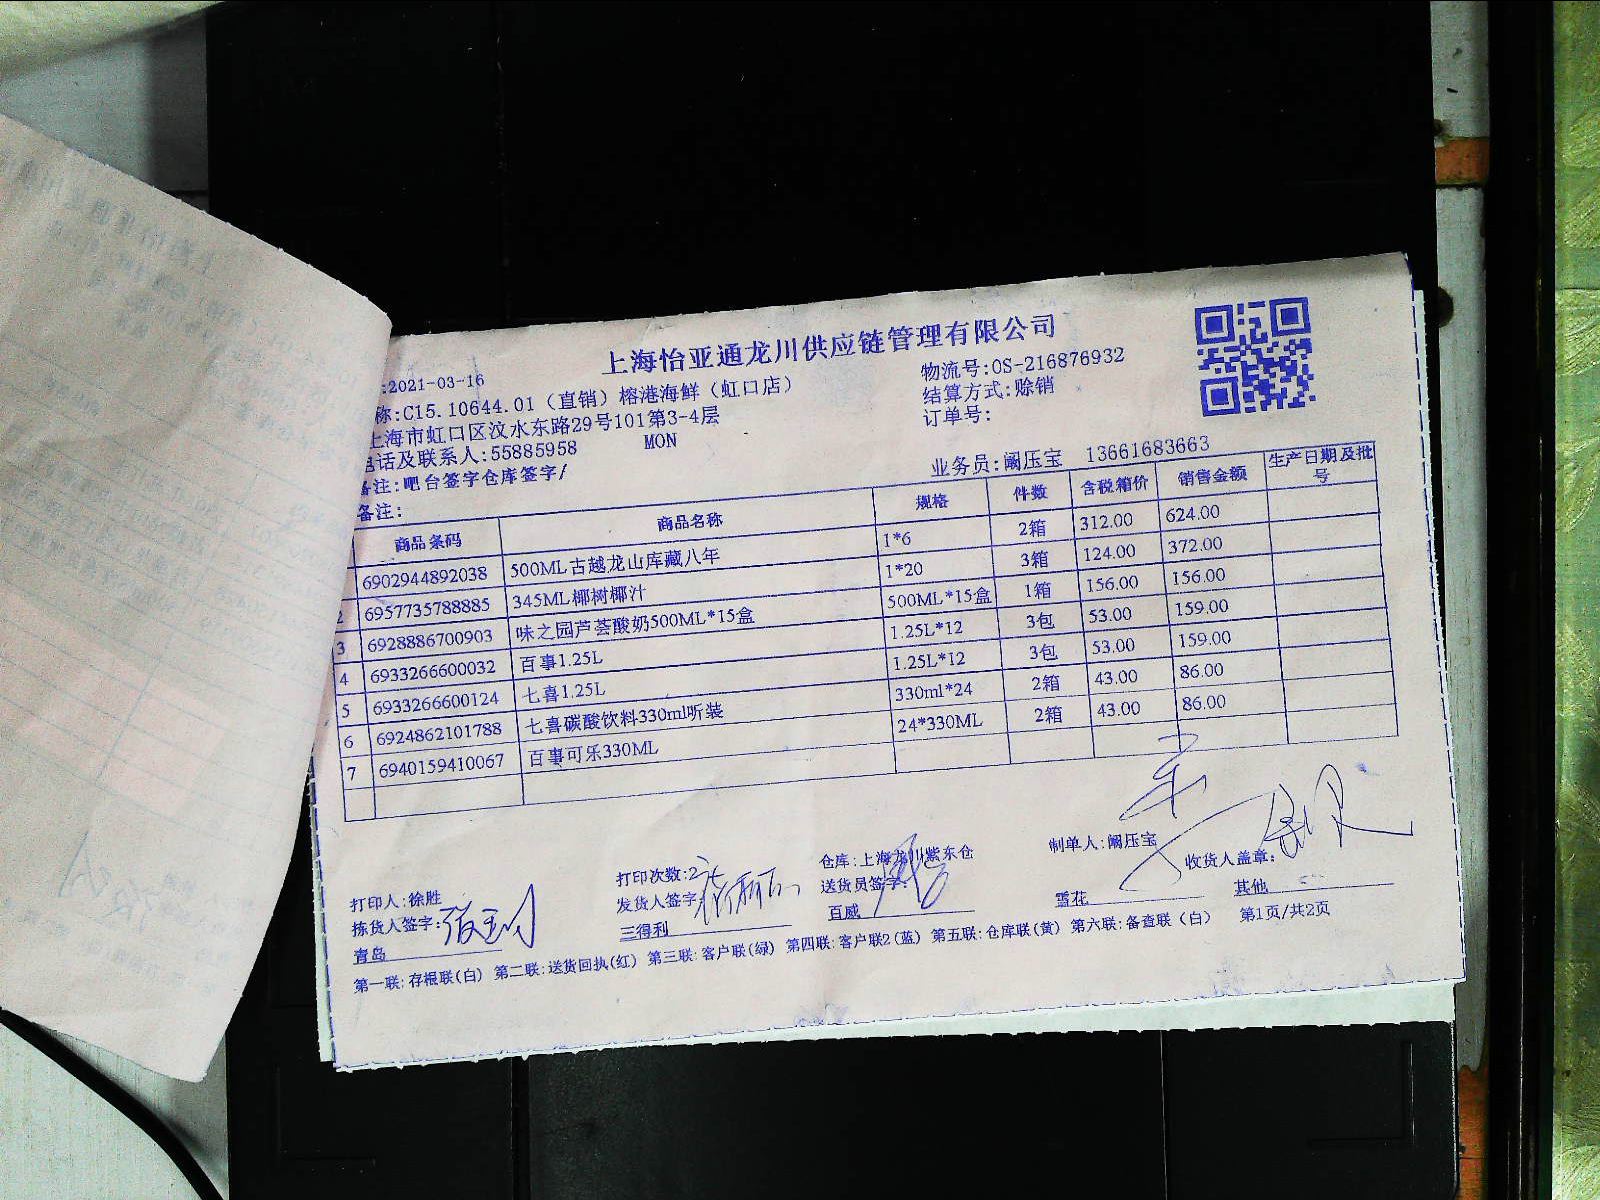 上海怡亚通龙川供应链管理有限公司
:2021-03-16
物流号:OS-216876932
称:C15.10644.01（直销）榕港海鲜（虹口店）
结算方式:赊销
上海市虹口区汶水东路29号101第3-4层
订单号:
电话及联系人:55885958 MON
备注:吧台签字仓库签字/
业务员:阚压宝 13661683663
备注:
商品条码 商品名称 规格 件数 含税箱价 销售金额 生产日期及批号
6902944892038 500ML古越龙山库藏八年 1*6 2箱 312.00 624.00
2 6957735788885 345ML椰树椰汁 1*20 3箱 124.00 372.00
3 6928886700903 味之园芦荟酸奶500ML*15盒 500ML*15盒 1箱 156.00 156.00
4 6933266600032 百事1.25L 1.25L*12 3包 53.00 159.00
5 6933266600124 七喜1.25L 1.25L*12 3包 53.00 159.00
6 6924862101788 七喜碳酸饮料330ml听装 330ml*24 2箱 43.00 86.00
7 6940159410067 百事可乐330ML 24*330ML 2箱 43.00 86.00
打印人:徐胜 打印次数:2 仓库:上海龙川紫东仓 制单人:阚压宝
拣货人签字: 发货人签字: 送货员签字: 收货人盖章:
青岛 三得利 百威 雪花 其他
第一联:存根联(白) 第二联:送货回执(红) 第三联:客户联(绿) 第四联:客户联2(蓝) 第五联:仓库联(黄) 第六联:备查联（白） 第1页/共2页